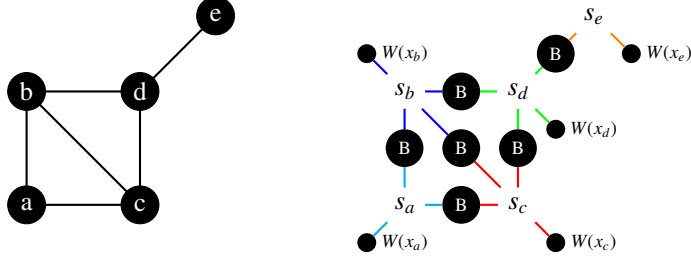 e
b
d
a
c
s_e
W(x_b)
B
W(x_e)
s_b
B
s_d
W(x_d)
B
B
B
s_a
B
s_c
W(x_a)
W(x_c)